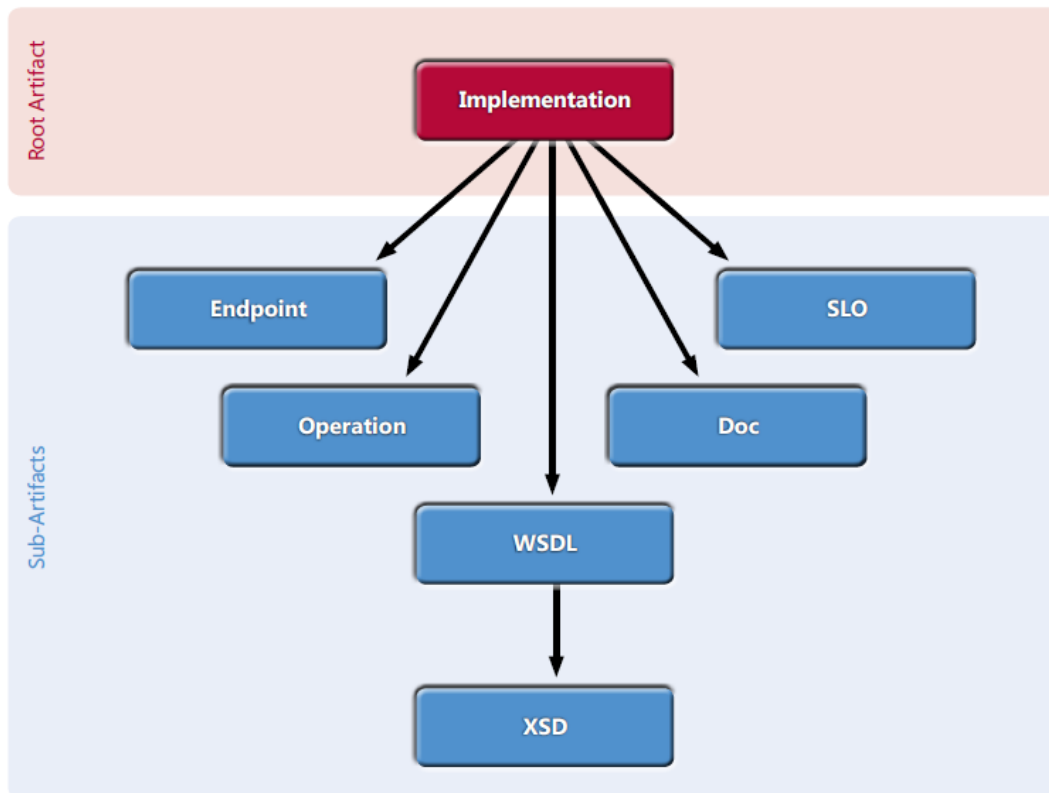 Root Artifact
Implementation
Sub-Artifacts
Endpoint
SLO
Operation
Doc
WSDL
XSD